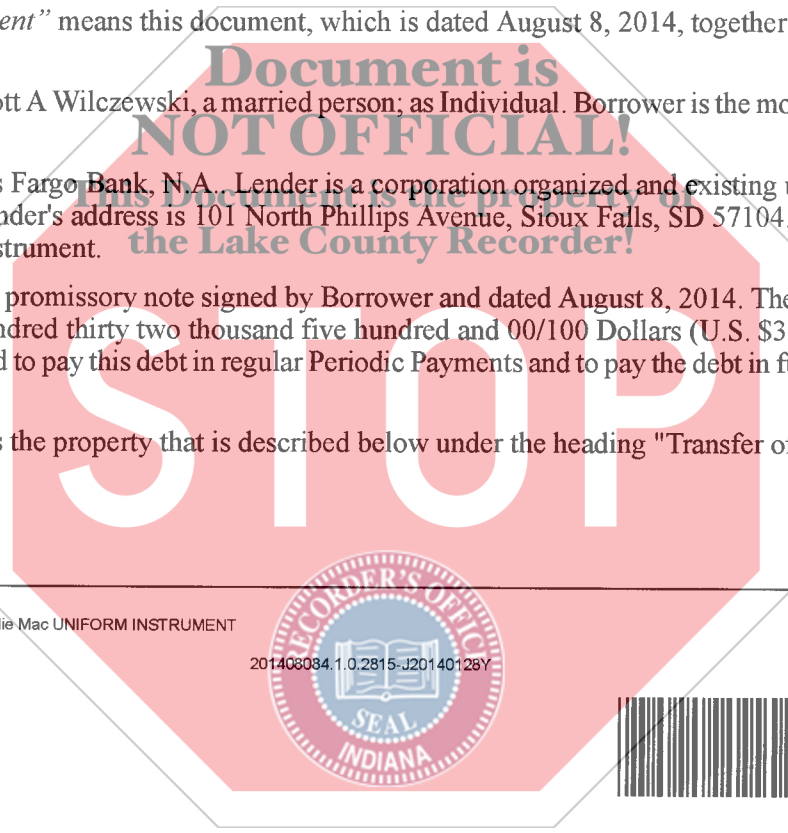 ent” means this document, which is dated August 8, 2014, together
Document is
ott A Wilczewski, a married person; as Individual. Borrower is the mo
NOT OFFICIAL!
s Fargo Bank, N.A.. Lender is a corporation organized and existing u
This Document is the property of
nder's address is 101 North Phillips Avenue, Sioux Falls, SD 57104.
the Lake County Recorder!
strument.
promissory note signed by Borrower and dated August 8, 2014. The
ndred thirty two thousand five hundred and 00/100 Dollars (U.S. $3
d to pay this debt in regular Periodic Payments and to pay the debt in fu
STOP
s the property that is described below under the heading "Transfer of
RECORDER'S OFFICE
die Mac UNIFORM INSTRUMENT
201408084.1.0.2815-J20140128Y
SEAL
INDIANA